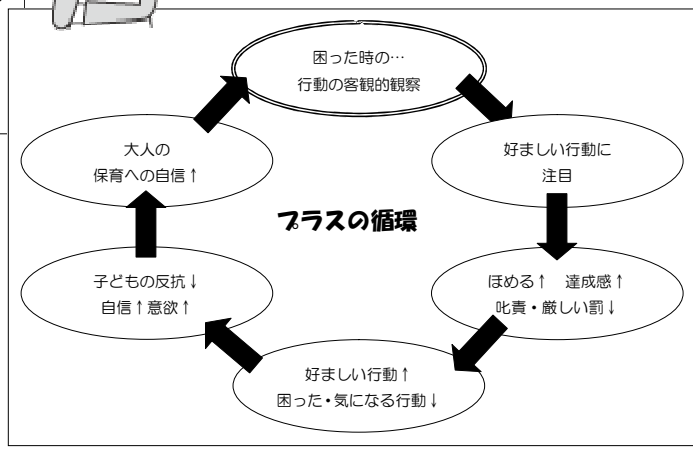 困った時の…
行動の客観的観察
好ましい行動に
注目
ほめる↑　達成感↑
叱責・厳しい罰↓
好ましい行動↑
困った・気になる行動↓
子どもの反抗↓
自信↑意欲↑
大人の
保育への自信↑
プラスの循環